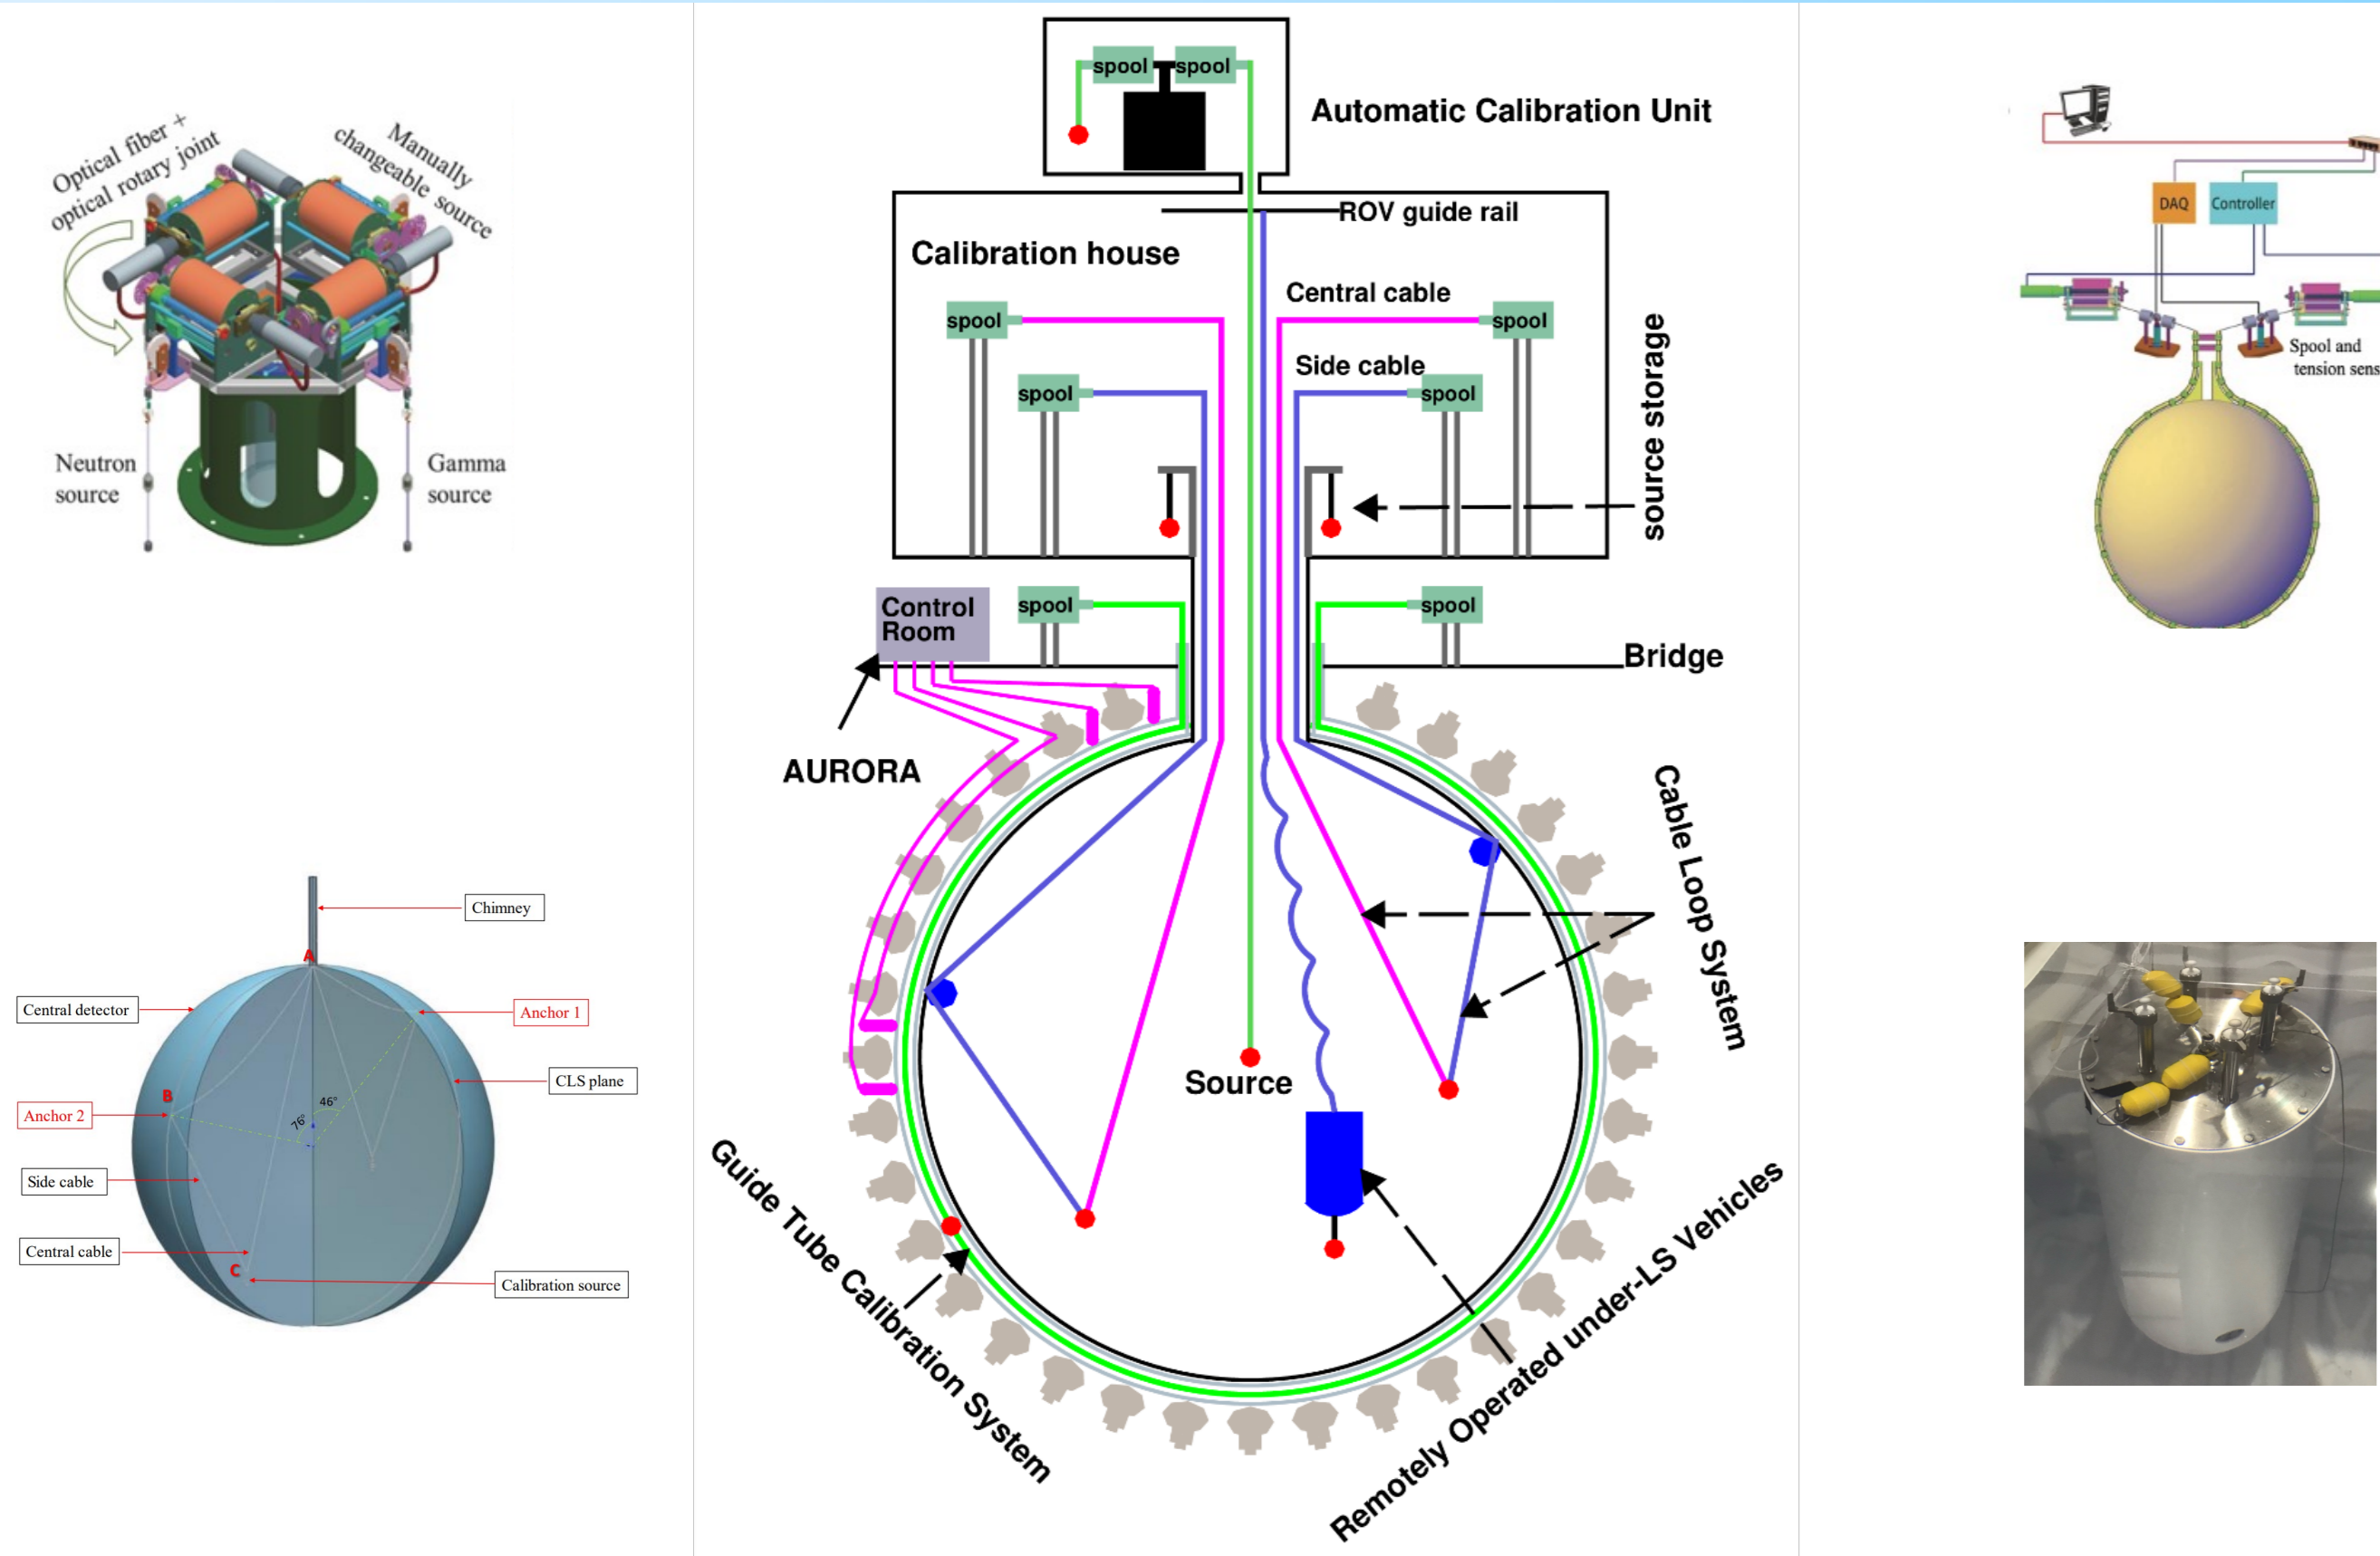 Optical fiber +
optical rotary joint
Manually
changeable source
Neutron
source
Gamma
source
Chimney
A
Central detector
Anchor 1
CLS plane
B
Anchor 2
46°
76°
Side cable
Central cable
C
Calibration source
spool
spool
Automatic Calibration Unit
ROV guide rail
Calibration house
Central cable
spool
spool
Side cable
spool
spool
source storage
Control
Room
spool
spool
Bridge
AURORA
Cable Loop System
Source
Guide Tube Calibration System
Remotely Operated under-LS Vehicles
DAQ
Controller
Spool and
tension sens